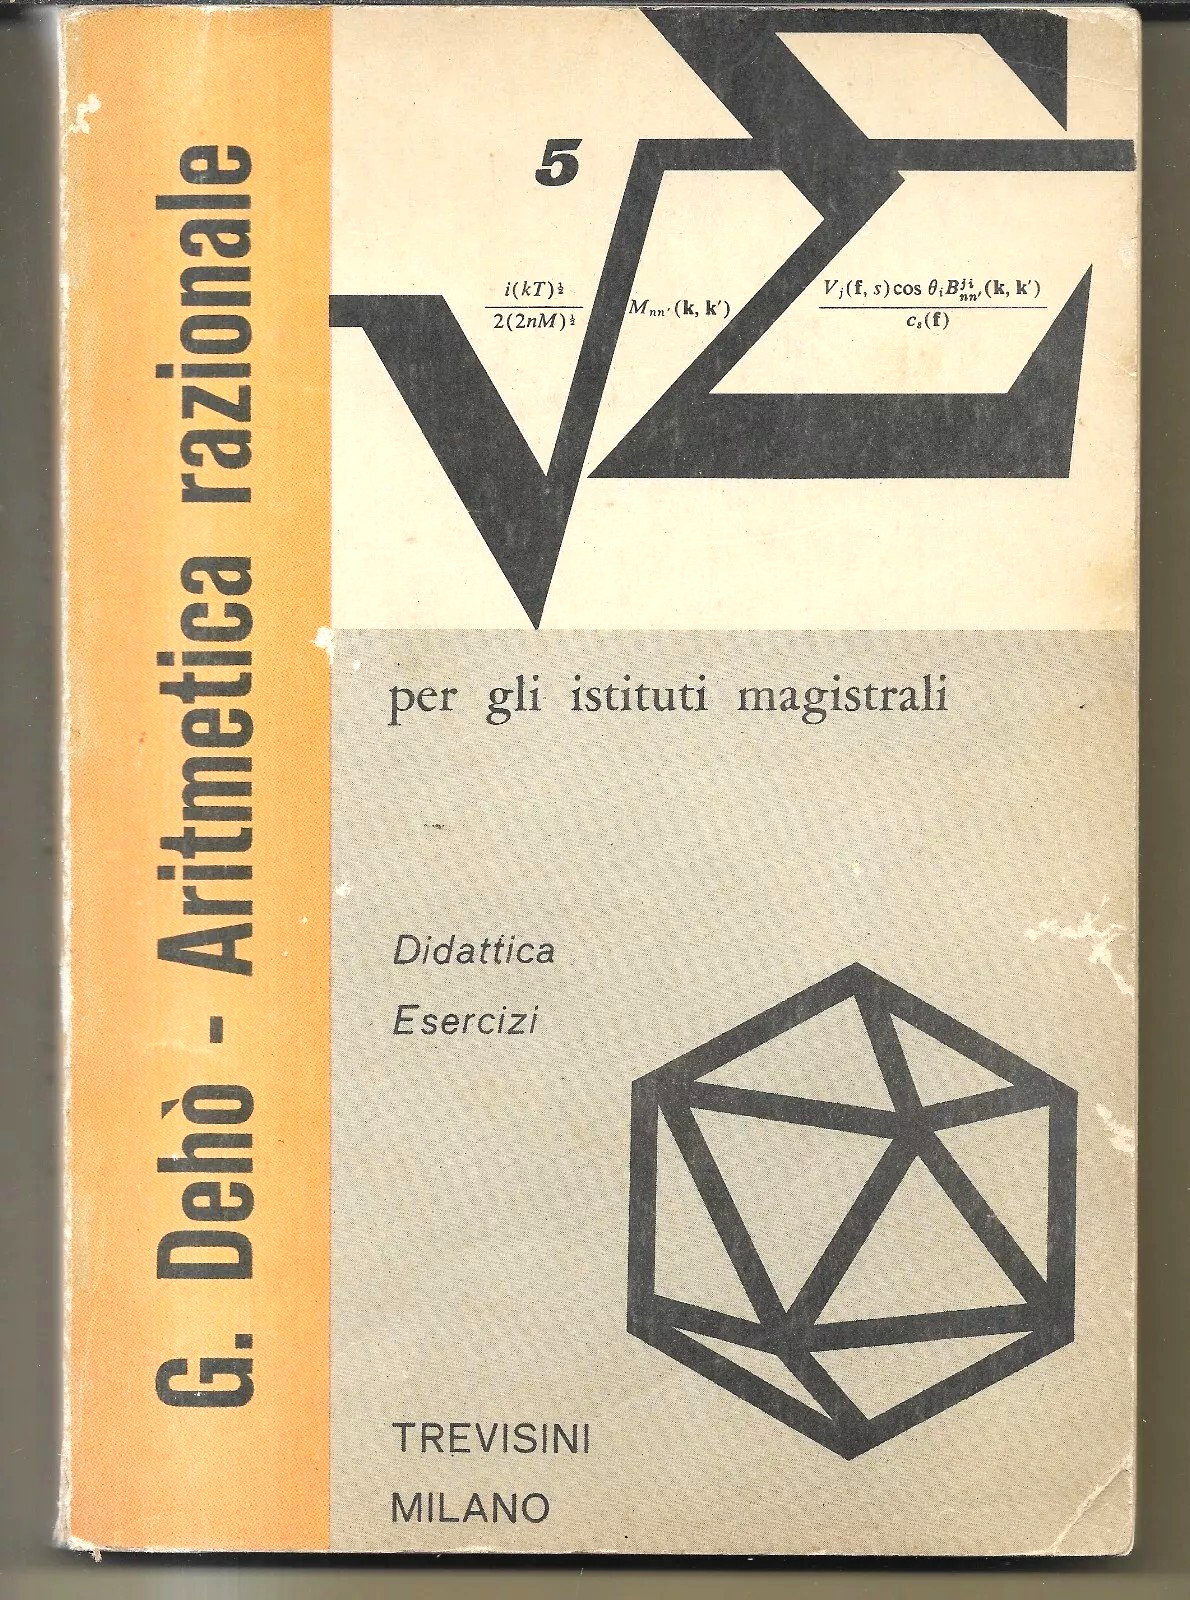 G. Dehò - Aritmetica razionale
5
√Σ
i(kT)½ / 2(2nM)½ Mₙₙ′(k, k′) Vⱼ(f, s)cos θᵢBʲⁱₙₙ′(k, k′) / cₛ(f)
per gli istituti magistrali
Didattica
Esercizi
TREVISINI
MILANO